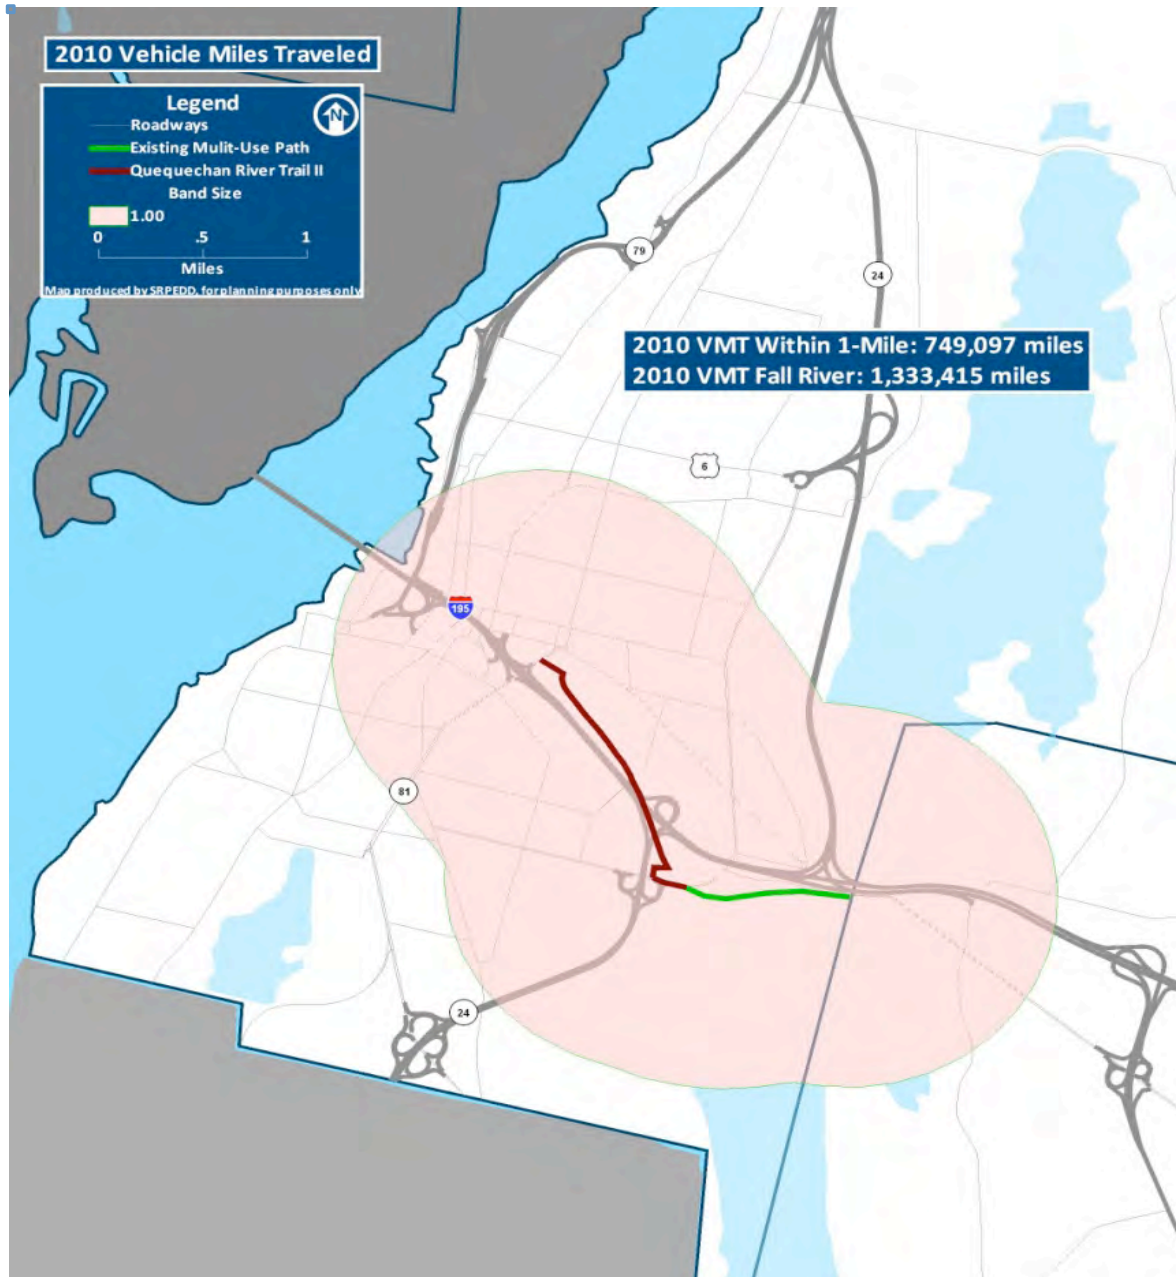 2010 Vehicle Miles Traveled
Legend
N
Roadways
Existing Mulit-Use Path
Quequechan River Trail II
Band Size
1.00
0 .5 1
Miles
Map produced by SRPEDD, for planning purposes only
79
24
2010 VMT Within 1-Mile: 749,097 miles
2010 VMT Fall River: 1,333,415 miles
6
195
81
24